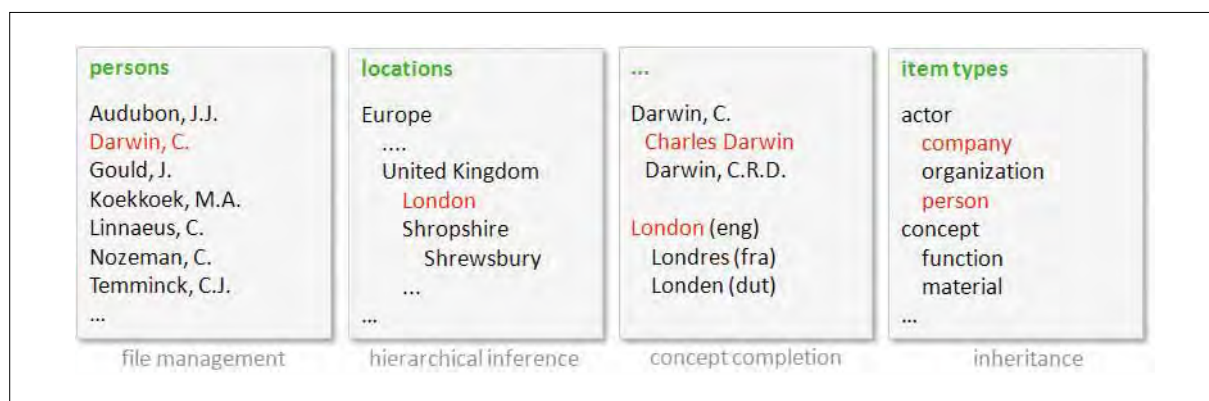 persons
Audubon, J.J.
Darwin, C.
Gould, J.
Koekkoek, M.A.
Linnaeus, C.
Nozeman, C.
Temminck, C.J.
...
file management
locations
Europe
....
United Kingdom
London
Shropshire
Shrewsbury
...
...
hierarchical inference
...
Darwin, C.
Charles Darwin
Darwin, C.R.D.
London (eng)
Londres (fra)
Londen (dut)
concept completion
item types
actor
company
organization
person
concept
function
material
...
inheritance